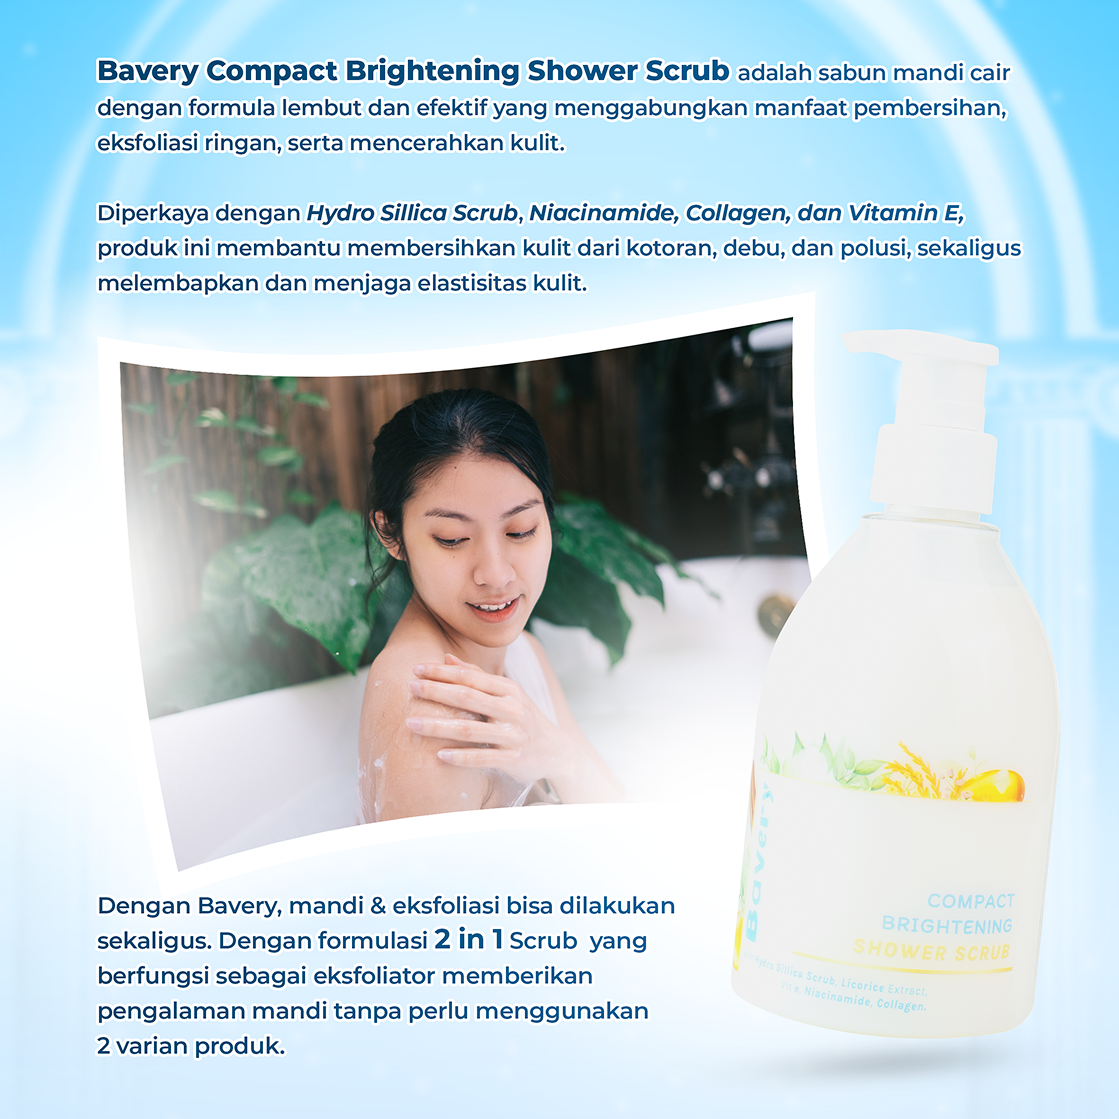 Bavery Compact Brightening Shower Scrub adalah sabun mandi cair
dengan formula lembut dan efektif yang menggabungkan manfaat pembersihan,
eksfoliasi ringan, serta mencerahkan kulit.
Diperkaya dengan Hydro Sillica Scrub, Niacinamide, Collagen, dan Vitamin E,
produk ini membantu membersihkan kulit dari kotoran, debu, dan polusi, sekaligus
melembapkan dan menjaga elastisitas kulit.
Bavery
COMPACT
BRIGHTENING
SHOWER SCRUB
Hydro Sillica Scrub, Licorice Extract,
Vit E, Niacinamide, Collagen.
Dengan Bavery, mandi & eksfoliasi bisa dilakukan
sekaligus. Dengan formulasi 2 in 1 Scrub yang
berfungsi sebagai eksfoliator memberikan
pengalaman mandi tanpa perlu menggunakan
2 varian produk.